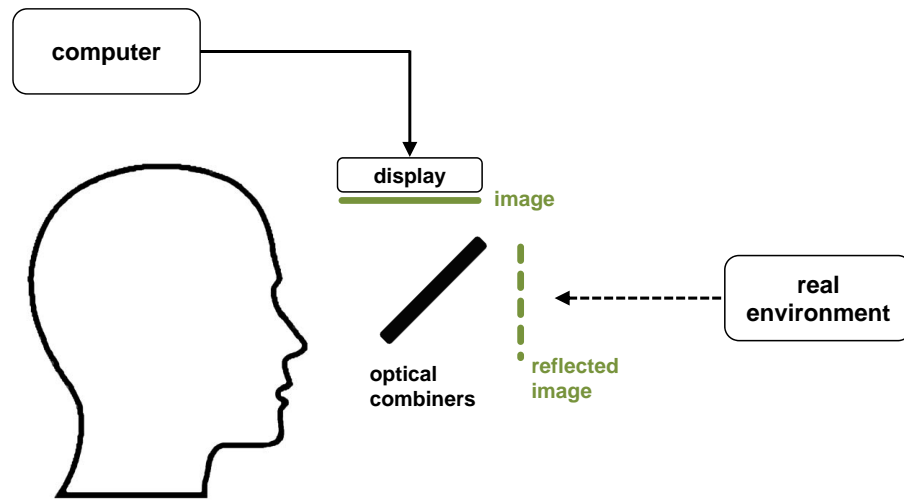 computer
display
image
real
environment
optical
combiners
reflected
image